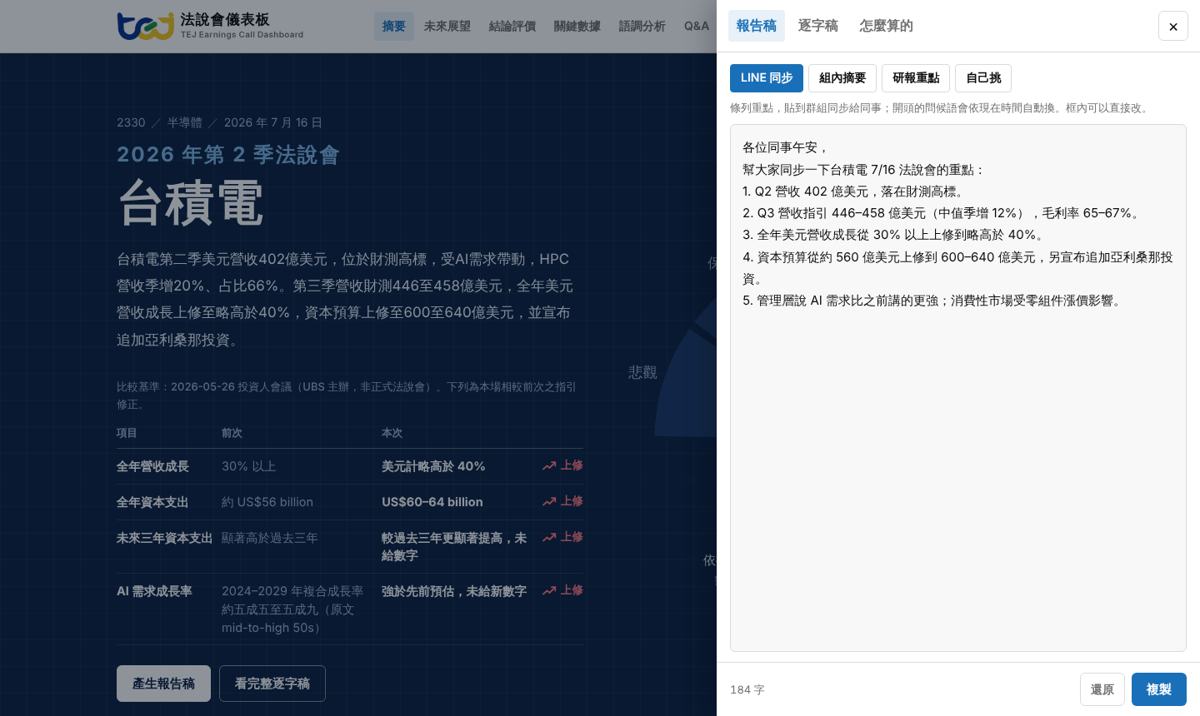 tej 法說會儀表板
TEJ Earnings Call Dashboard
摘要 未來展望 結論評價 關鍵數據 語調分析 Q&A
2330 ／ 半導體 ／ 2026 年 7 月 16 日
2026 年第 2 季法說會
台積電
台積電第二季美元營收402億美元，位於財測高標，受AI需求帶動，HPC
營收季增20%、占比66%。第三季營收財測446至458億美元，全年美元
營收成長上修至略高於40%，資本預算上修至600至640億美元，並宣布
追加亞利桑那投資。
比較基準：2026-05-26 投資人會議（UBS 主辦，非正式法說會）。下列為本場相較前次之指引
修正。
項目 前次 本次
全年營收成長 30% 以上 美元計略高於 40% 上修
全年資本支出 約 US$56 billion US$60–64 billion 上修
未來三年資本支出 顯著高於過去三年 較過去三年更顯著提高，未
給數字 上修
AI 需求成長率 2024–2029 年複合成長率
約五成五至五成九（原文
mid-to-high 50s） 強於先前預估，未給新數字 上修
產生報告稿 看完整逐字稿
悲觀
報告稿 逐字稿 怎麼算的 ×
LINE 同步 組內摘要 研報重點 自己挑
條列重點，貼到群組同步給同事；開頭的問候語會依現在時間自動換。框內可以直接改。
各位同事午安，
幫大家同步一下台積電 7/16 法說會的重點：
1. Q2 營收 402 億美元，落在財測高標。
2. Q3 營收指引 446–458 億美元（中值季增 12%），毛利率 65–67%。
3. 全年美元營收成長從 30% 以上上修到略高於 40%。
4. 資本預算從約 560 億美元上修到 600–640 億美元，另宣布追加亞利桑那投
資。
5. 管理層說 AI 需求比之前講的更強；消費性市場受零組件漲價影響。
184 字 還原 複製